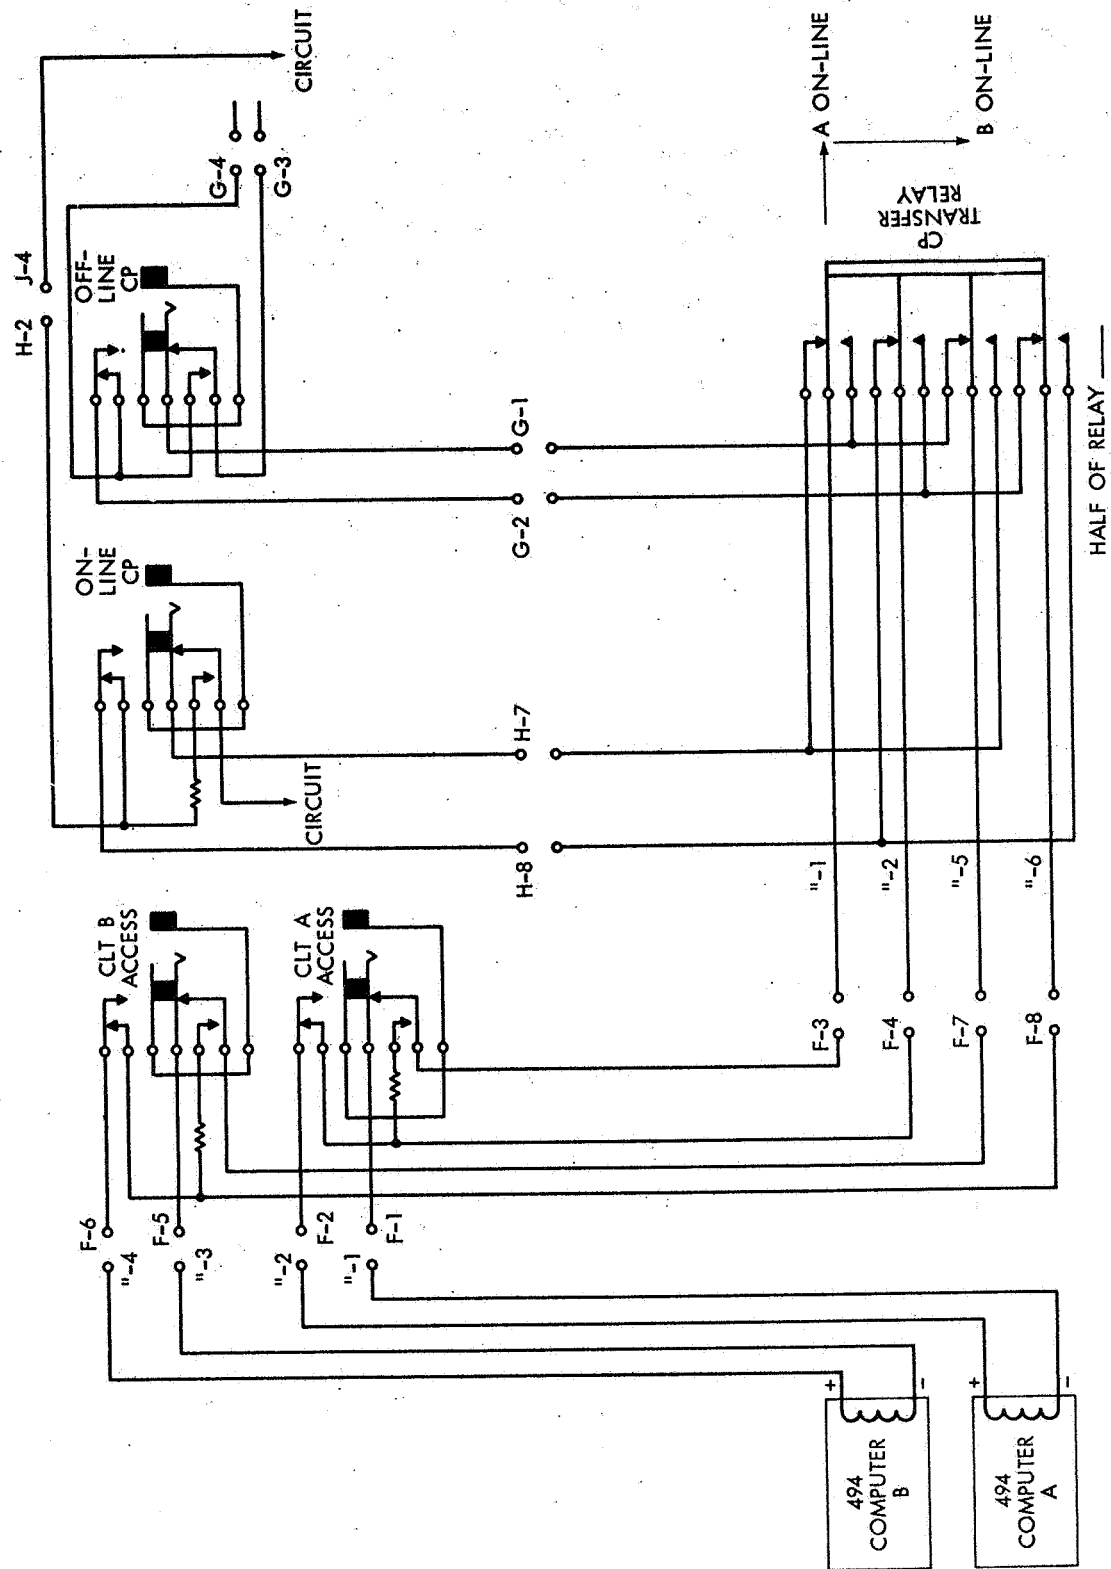 CIRCUIT
J-4
H-2
G-4
G-3
OFF-
LINE
CP
ON-
LINE
CP
G-1
G-2
H-7
H-8
CIRCUIT
A ON-LINE
B ON-LINE
CP
TRANSFER
RELAY
HALF OF RELAY
CLT B
ACCESS
CLT A
ACCESS
"-1
"-2
"-5
"-6
F-3
F-4
F-7
F-8
F-6
F-5
F-2
F-1
"-4
"-3
"-2
"-1
+
-
+
-
494
COMPUTER
B
494
COMPUTER
A